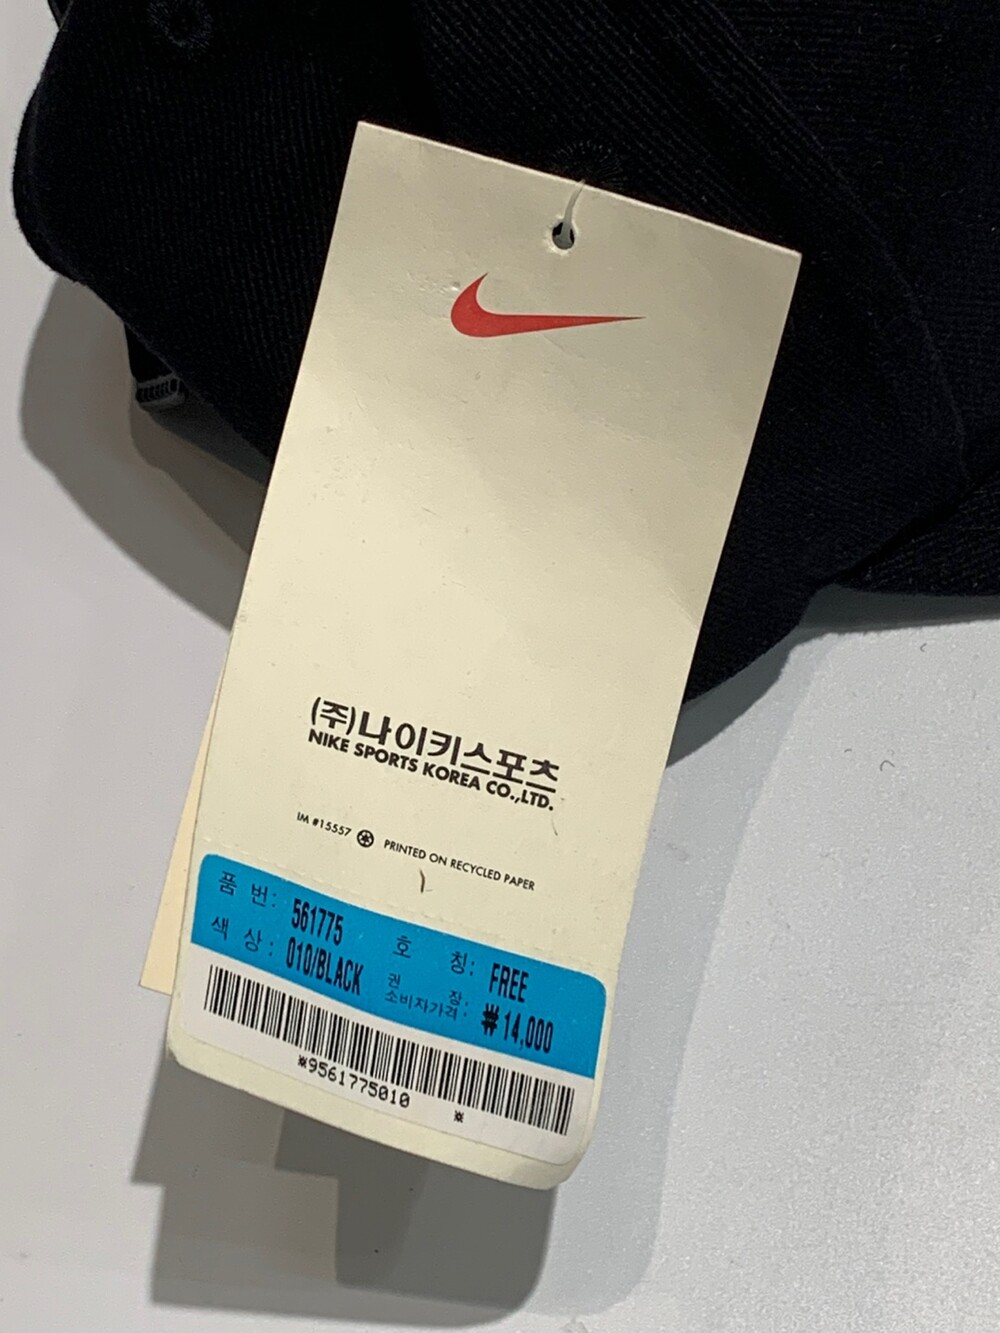 (주)나이키스포츠
NIKE SPORTS KOREA CO.,LTD.
IM #15557 PRINTED ON RECYCLED PAPER
품 번: 561775 호 칭: FREE
색 상: 010/BLACK 권 장 소비자가격: ₩14,000
*9561775010 *